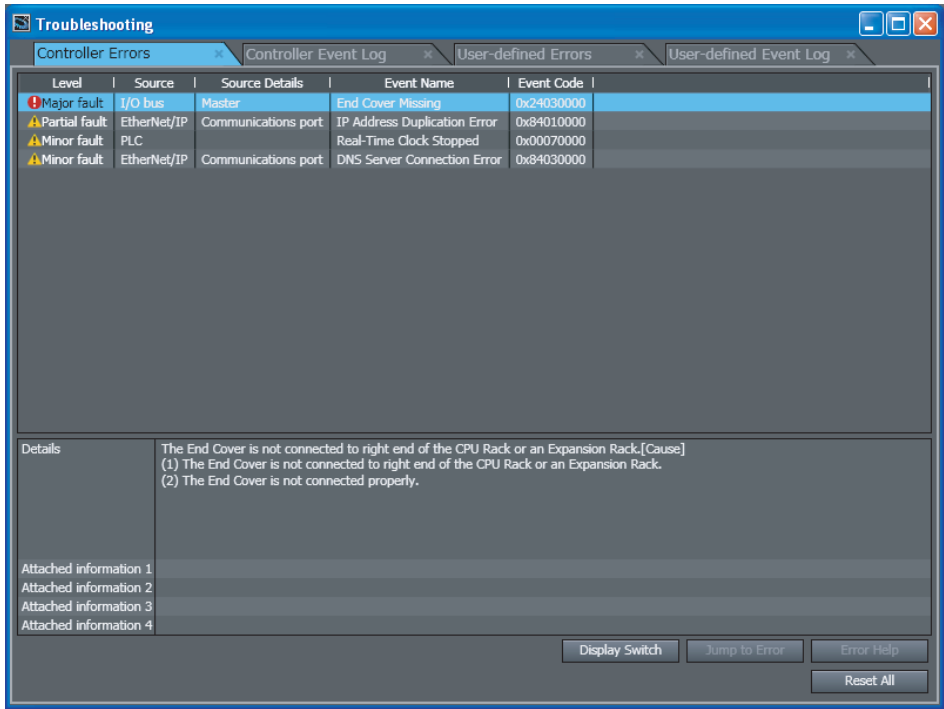 Troubleshooting
Controller Errors × Controller Event Log × User-defined Errors × User-defined Event Log ×
Level Source Source Details Event Name Event Code
Major fault I/O bus Master End Cover Missing 0x24030000
Partial fault EtherNet/IP Communications port IP Address Duplication Error 0x84010000
Minor fault PLC Real-Time Clock Stopped 0x00070000
Minor fault EtherNet/IP Communications port DNS Server Connection Error 0x84030000
Details The End Cover is not connected to right end of the CPU Rack or an Expansion Rack.[Cause]
(1) The End Cover is not connected to right end of the CPU Rack or an Expansion Rack.
(2) The End Cover is not connected properly.
Attached information 1
Attached information 2
Attached information 3
Attached information 4
Display Switch Jump to Error Error Help
Reset All